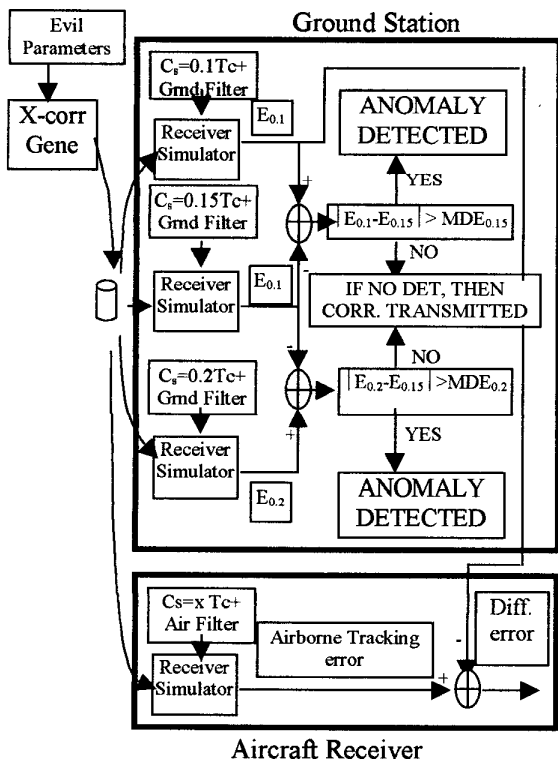 Ground Station
Evil
Parameters
X-corr
Gene
Cs=0.1Tc+
Grnd Filter
E0.1
Receiver
Simulator
ANOMALY
DETECTED
YES
+
Cs=0.15Tc+
Grnd Filter
|E0.1-E0.15| > MDE0.15
NO
-
Receiver
Simulator
E0.1
IF NO DET, THEN
CORR. TRANSMITTED
-
NO
Cs=0.2Tc+
Grnd Filter
|E0.2-E0.15| >MDE0.2
+
YES
Receiver
Simulator
E0.2
ANOMALY
DETECTED
Cs=x Tc+
Air Filter
Diff.
error
Airborne Tracking
error
-
Receiver
Simulator
+
Aircraft Receiver